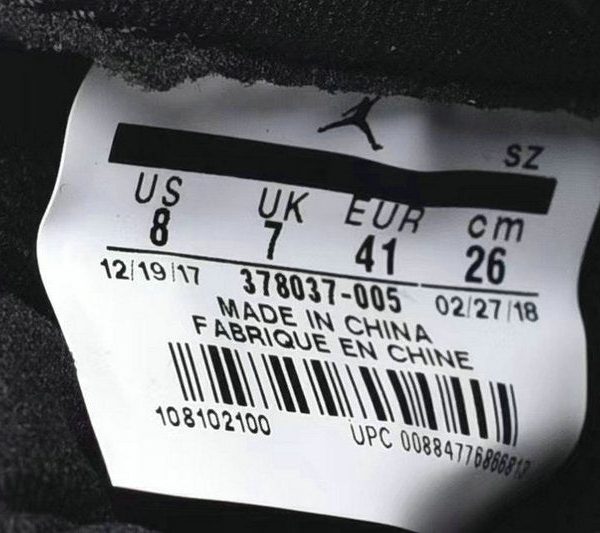 SZ
US UK EUR cm
8 7 41 26
12/19/17 378037-005 02/27/18
MADE IN CHINA
FABRIQUE EN CHINE
108102100 UPC